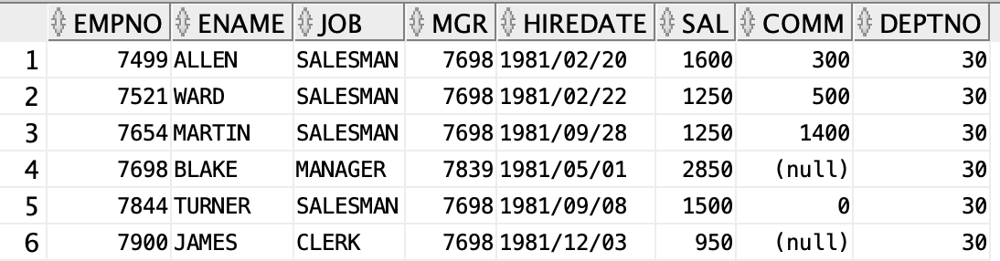 EMPNO ENAME JOB MGR HIREDATE SAL COMM DEPTNO
1 7499 ALLEN SALESMAN 7698 1981/02/20 1600 300 30
2 7521 WARD SALESMAN 7698 1981/02/22 1250 500 30
3 7654 MARTIN SALESMAN 7698 1981/09/28 1250 1400 30
4 7698 BLAKE MANAGER 7839 1981/05/01 2850 (null) 30
5 7844 TURNER SALESMAN 7698 1981/09/08 1500 0 30
6 7900 JAMES CLERK 7698 1981/12/03 950 (null) 30